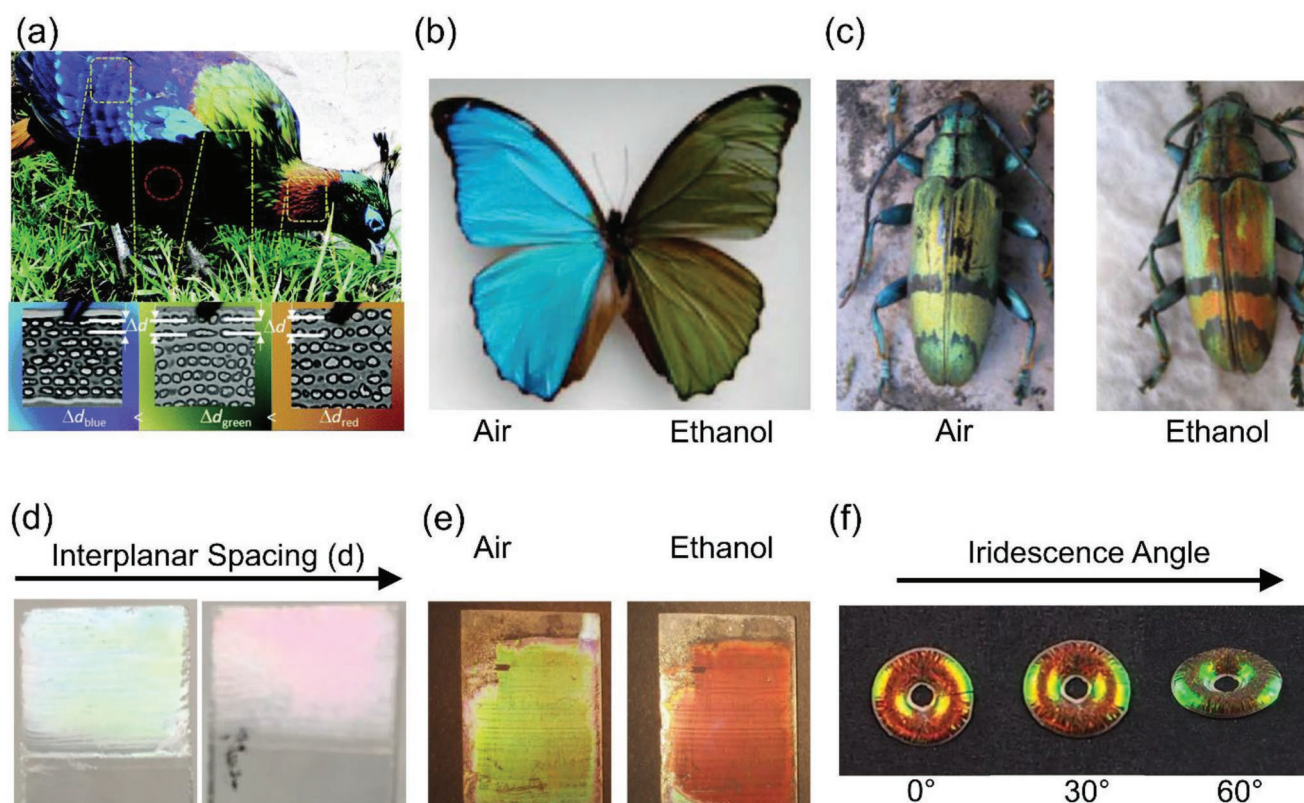 (a)
(b)
(c)
Δd
Δd
Δd_blue < Δd_green < Δd_red
Air
Ethanol
Air
Ethanol
(d)
(e)
(f)
Interplanar Spacing (d)
Air
Ethanol
Iridescence Angle
0°
30°
60°